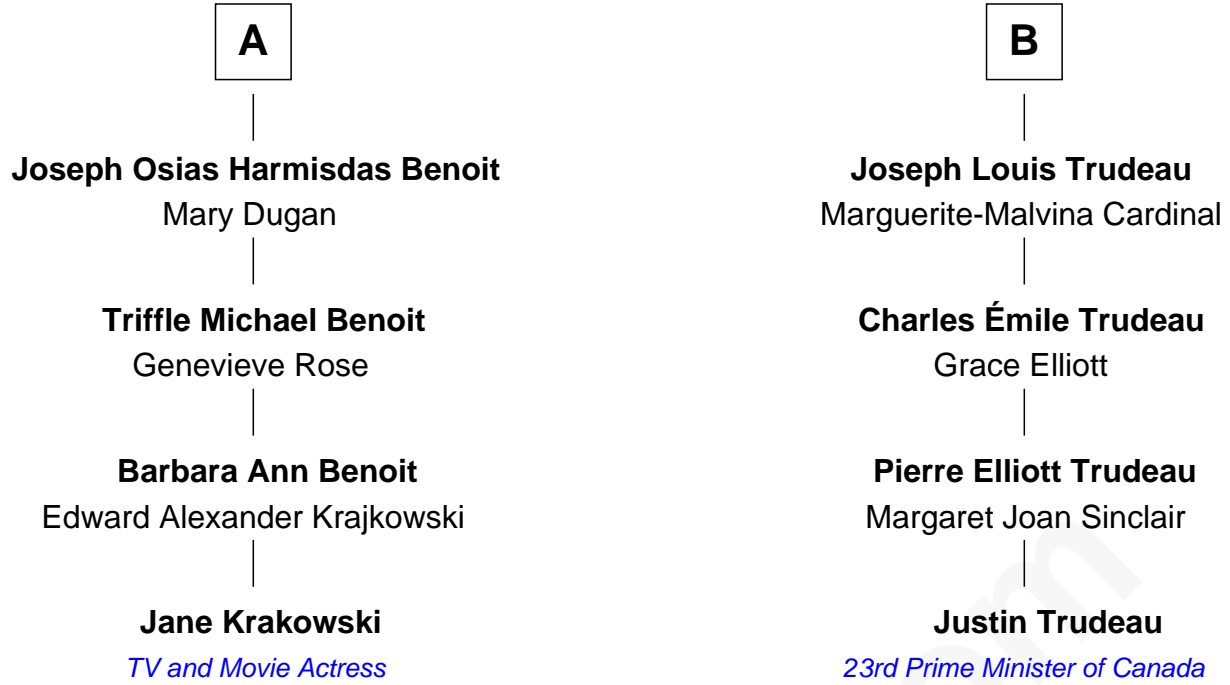 A
B
Joseph Osias Harmisdas Benoit
Mary Dugan
Joseph Louis Trudeau
Marguerite-Malvina Cardinal
Triffle Michael Benoit
Genevieve Rose
Charles Émile Trudeau
Grace Elliott
Barbara Ann Benoit
Edward Alexander Krajkowski
Pierre Elliott Trudeau
Margaret Joan Sinclair
Jane Krakowski
TV and Movie Actress
Justin Trudeau
23rd Prime Minister of Canada